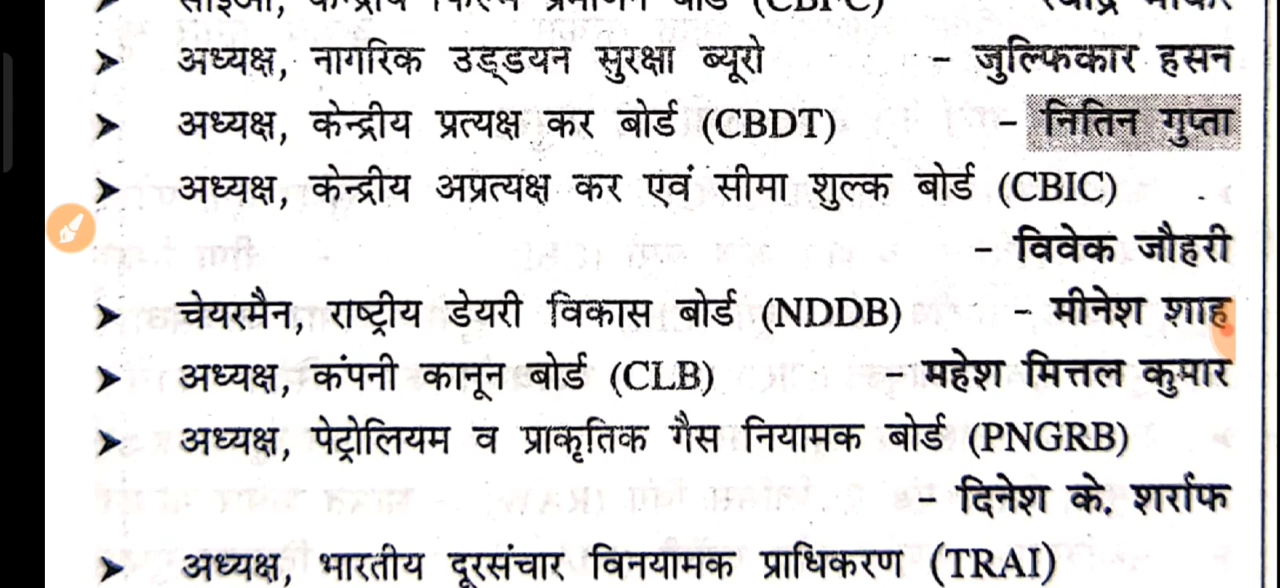 ➤ अध्यक्ष, नागरिक उड्डयन सुरक्षा ब्यूरो - जुल्फिकार हसन
➤ अध्यक्ष, केन्द्रीय प्रत्यक्ष कर बोर्ड (CBDT) - नितिन गुप्ता
➤ अध्यक्ष, केन्द्रीय अप्रत्यक्ष कर एवं सीमा शुल्क बोर्ड (CBIC)
- विवेक जौहरी
➤ चेयरमैन, राष्ट्रीय डेयरी विकास बोर्ड (NDDB) - मीनेश शाह
➤ अध्यक्ष, कंपनी कानून बोर्ड (CLB) - महेश मित्तल कुमार
➤ अध्यक्ष, पेट्रोलियम व प्राकृतिक गैस नियामक बोर्ड (PNGRB)
- दिनेश के. शर्राफ
➤ अध्यक्ष, भारतीय दूरसंचार विनयामक प्राधिकरण (TRAI)